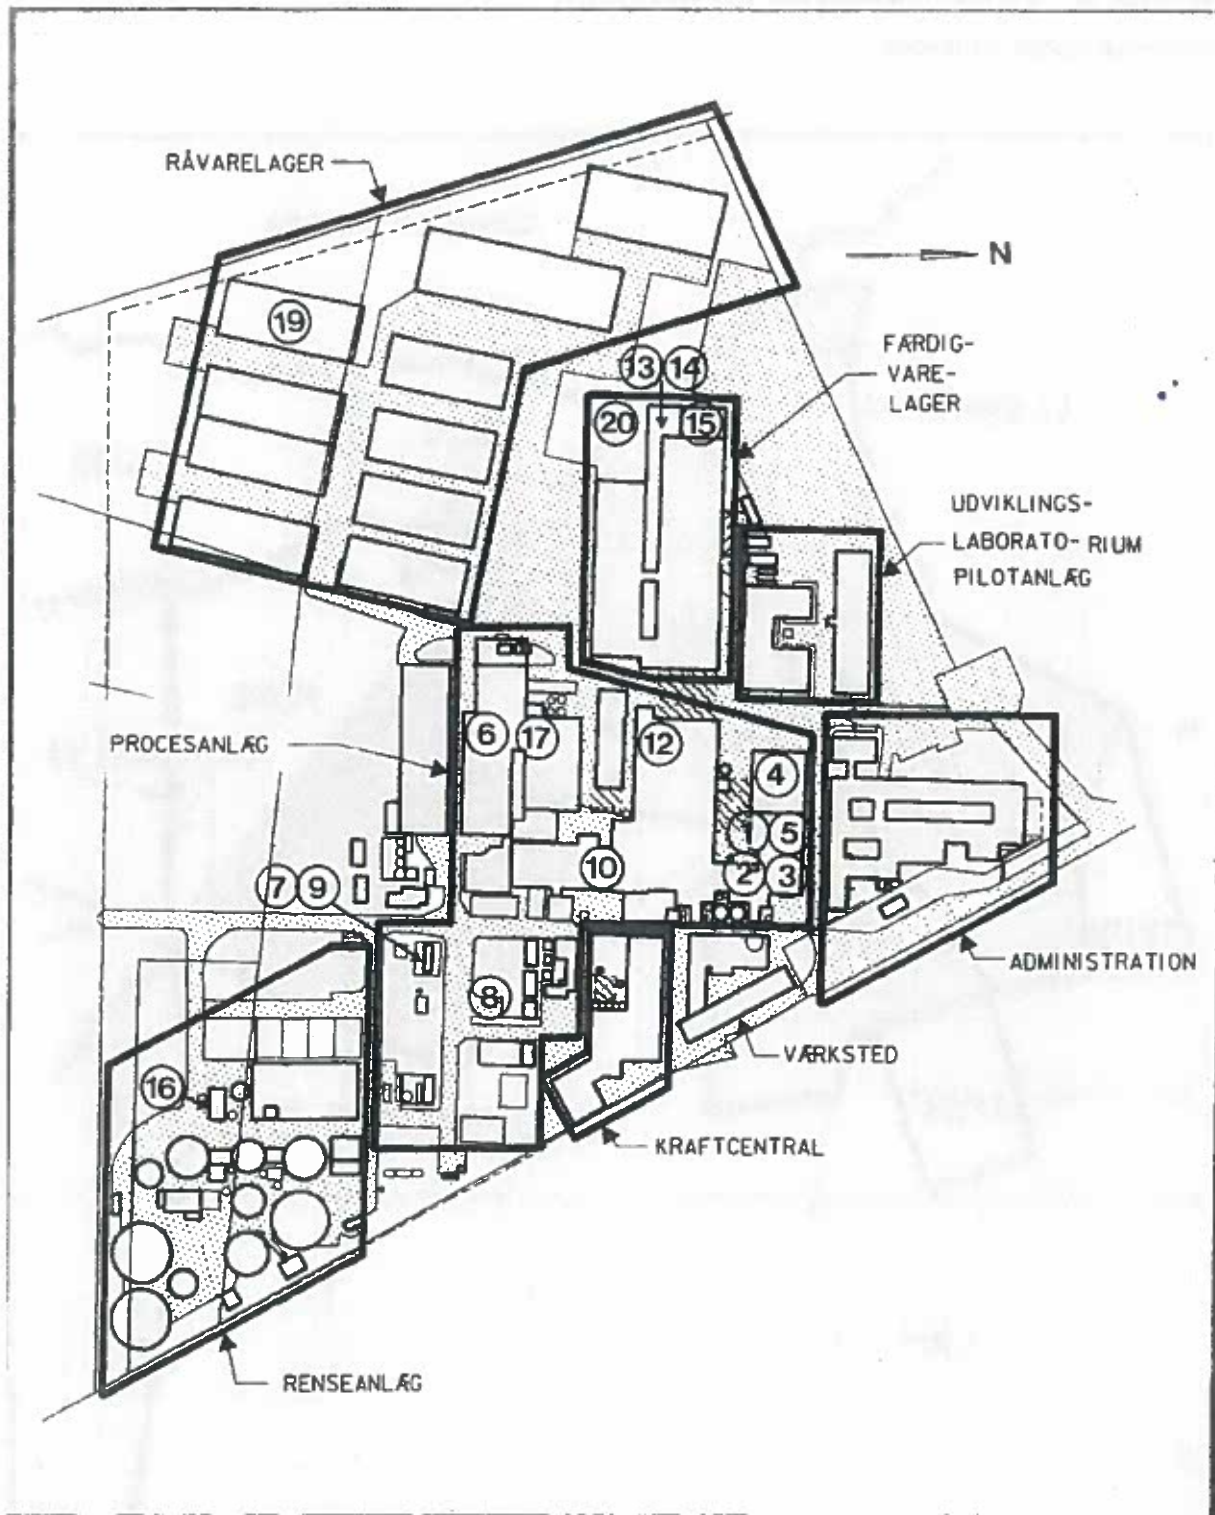 RÅVARELAGER
N
19
FÆRDIG-
VARE-
LAGER
13 14
20 15
UDVIKLINGS-
LABORATO-RIUM
PILOTANLÆG
PROCESANLÆG
6 17 12
4
1 5
10 2 3
7 9
ADMINISTRATION
8
VÆRKSTED
16
KRAFTCENTRAL
RENSEANLÆG